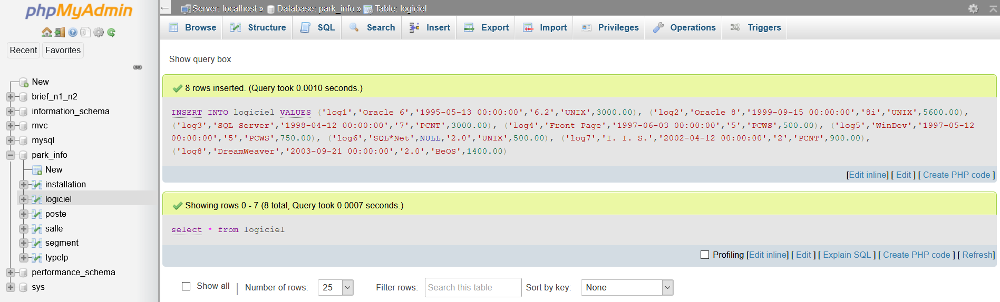 phpMyAdmin
Recent Favorites
New
brief_n1_n2
information_schema
mvc
mysql
park_info
New
installation
logiciel
poste
salle
segment
typelp
performance_schema
sys
Server: localhost » Database: park_info » Table: logiciel
Browse Structure SQL Search Insert Export Import Privileges Operations Triggers
Show query box
8 rows inserted. (Query took 0.0010 seconds.)
INSERT INTO logiciel VALUES ('log1','Oracle 6','1995-05-13 00:00:00','6.2','UNIX',3000.00), ('log2','Oracle 8','1999-09-15 00:00:00','8i','UNIX',5600.00),
('log3','SQL Server','1998-04-12 00:00:00','7','PCNT',3000.00), ('log4','Front Page','1997-06-03 00:00:00','5','PCWS',500.00), ('log5','WinDev','1997-05-12
00:00:00','5','PCWS',750.00), ('log6','SQL*Net',NULL,'2.0','UNIX',500.00), ('log7','I. I. S.','2002-04-12 00:00:00','2','PCNT',900.00),
('log8','DreamWeaver','2003-09-21 00:00:00','2.0','BeOS',1400.00)
[Edit inline] [ Edit ] [ Create PHP code ]
Showing rows 0 - 7 (8 total, Query took 0.0007 seconds.)
select * from logiciel
Profiling [Edit inline] [ Edit ] [ Explain SQL ] [ Create PHP code ] [ Refresh]
Show all | Number of rows: 25 Filter rows: Search this table Sort by key: None